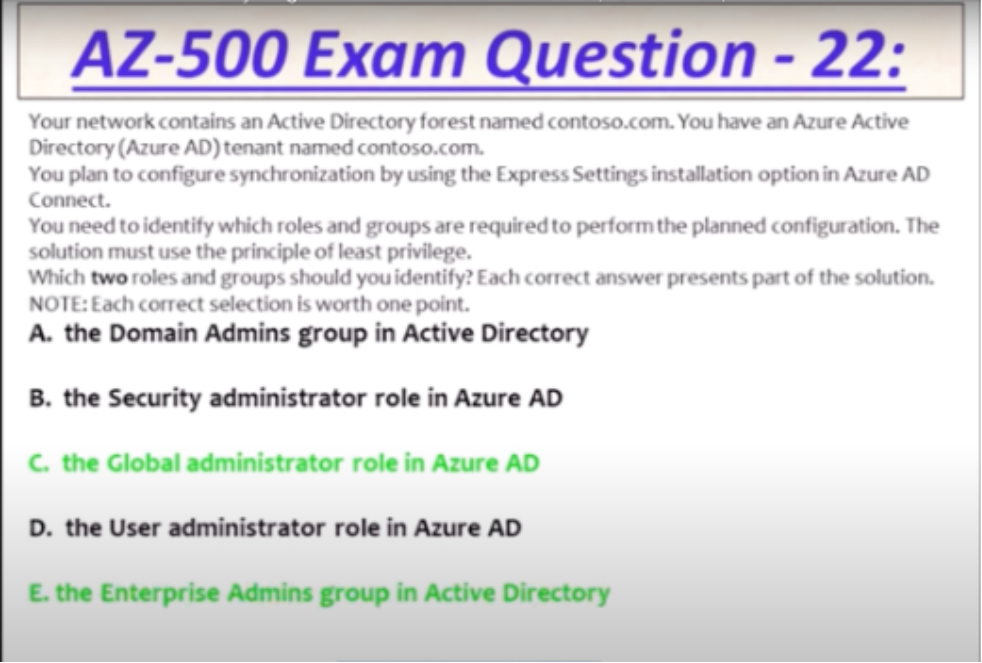 AZ-500 Exam Question - 22:
Your network contains an Active Directory forest named contoso.com. You have an Azure Active
Directory (Azure AD) tenant named contoso.com.
You plan to configure synchronization by using the Express Settings installation option in Azure AD
Connect.
You need to identify which roles and groups are required to perform the planned configuration. The
solution must use the principle of least privilege.
Which two roles and groups should you identify? Each correct answer presents part of the solution.
NOTE: Each correct selection is worth one point.
A. the Domain Admins group in Active Directory
B. the Security administrator role in Azure AD
C. the Global administrator role in Azure AD
D. the User administrator role in Azure AD
E. the Enterprise Admins group in Active Directory